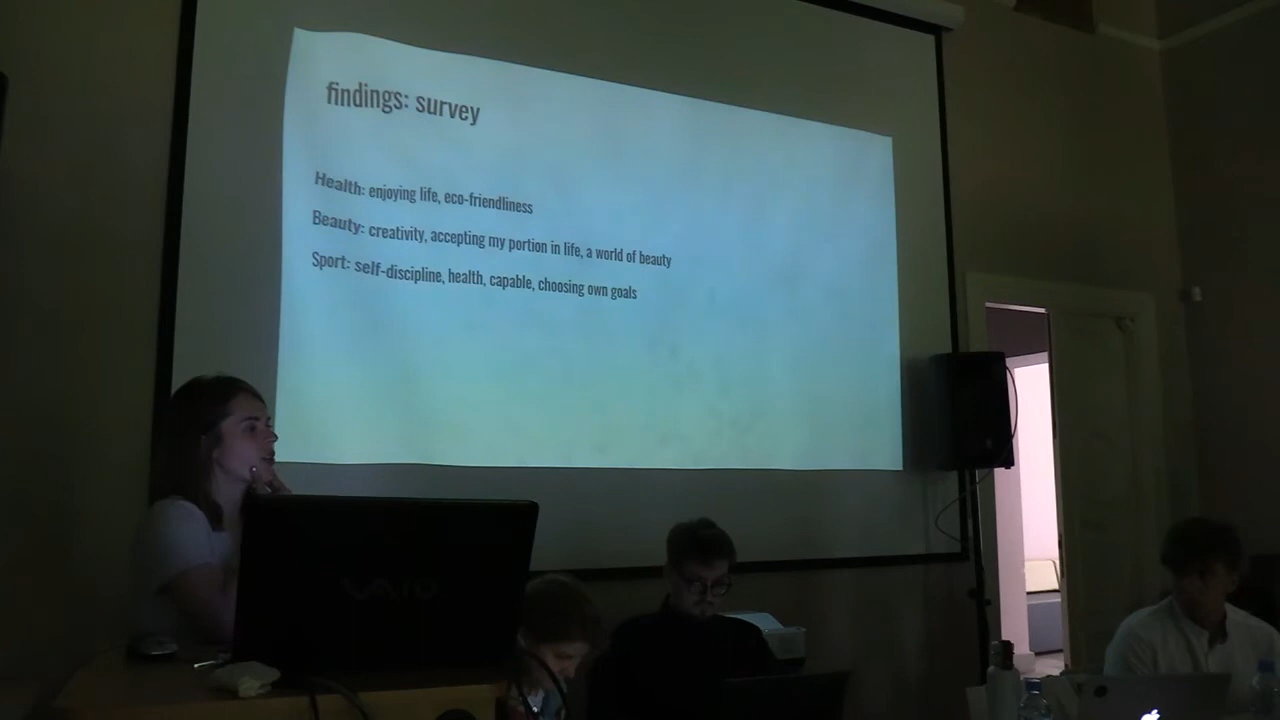 findings: survey
Health: enjoying life, eco-friendliness
Beauty: creativity, accepting my portion in life, a world of beauty
Sport: self-discipline, health, capable, choosing own goals
VAIO